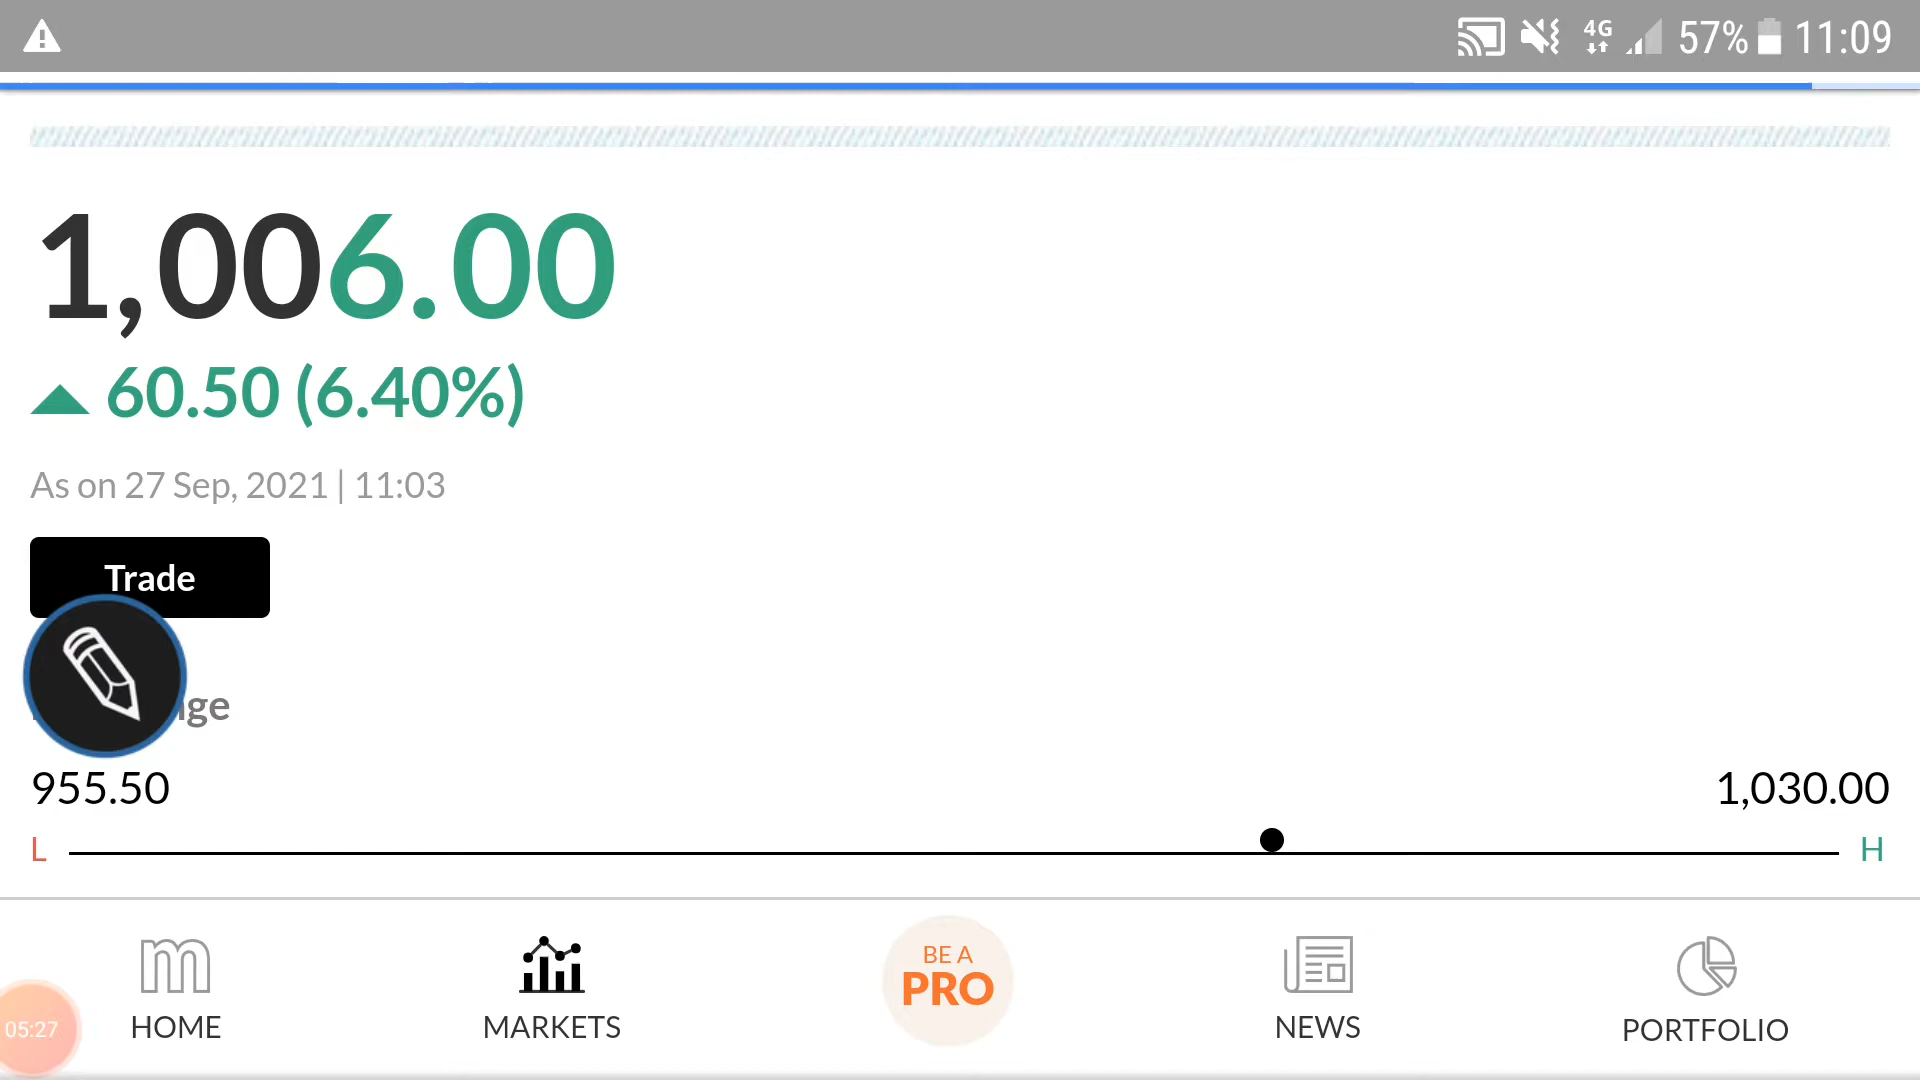 4G 57% 11:09
1,006.00
60.50 (6.40%)
As on 27 Sep, 2021 | 11:03
Trade
955.50 1,030.00
L H
BE A
PRO
HOME MARKETS NEWS PORTFOLIO
05:27